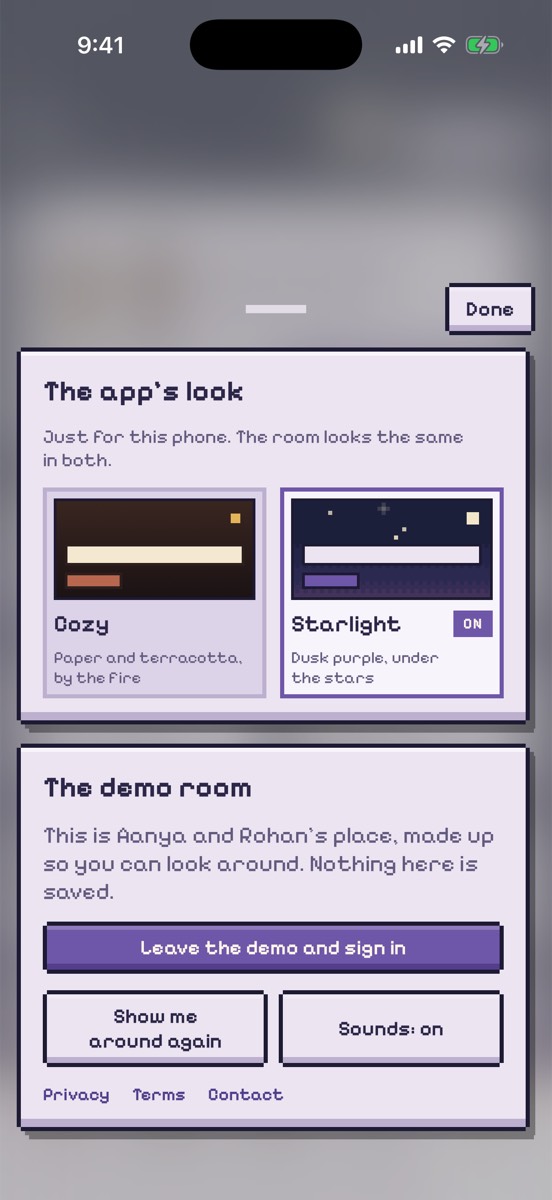 9:41
Done
The app's look
Just for this phone. The room looks the same
in both.
Cozy
Paper and terracotta,
by the fire
Starlight
ON
Dusk purple, under
the stars
The demo room
This is Aanya and Rohan's place, made up
so you can look around. Nothing here is
saved.
Leave the demo and sign in
Show me
around again
Sounds: on
Privacy
Terms
Contact